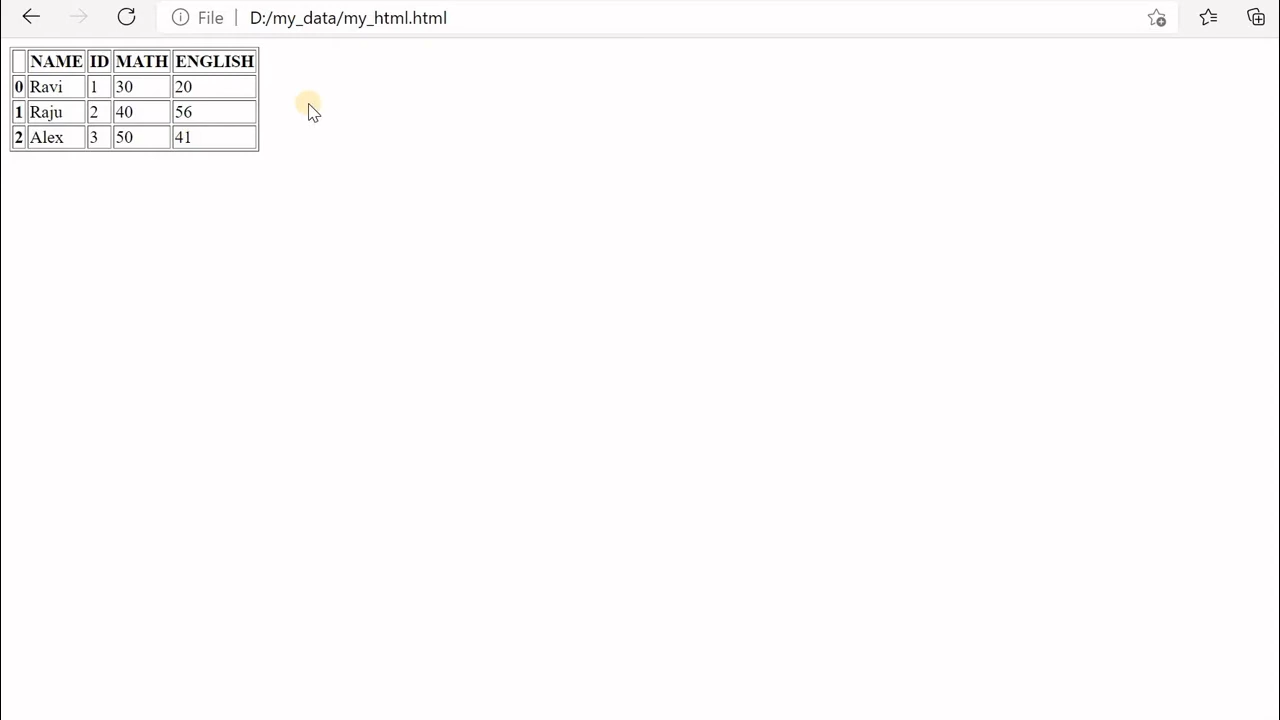 File | D:/my_data/my_html.html
NAME ID MATH ENGLISH
0 Ravi 1 30 20
1 Raju 2 40 56
2 Alex 3 50 41